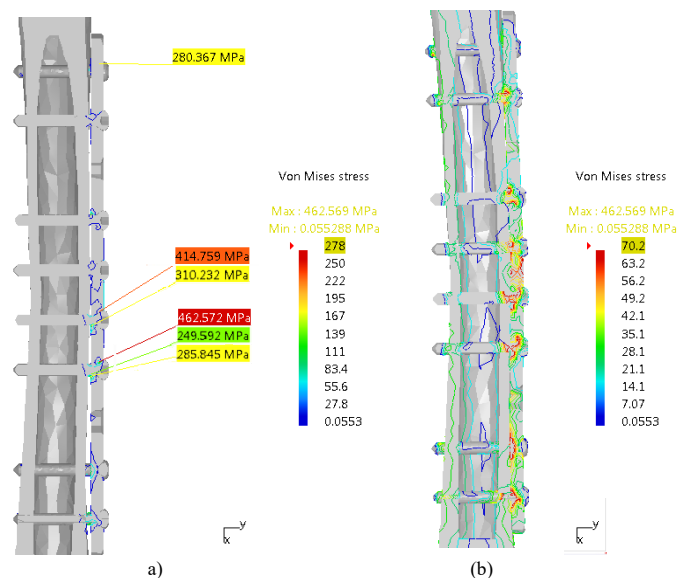 280.367 MPa
414.759 MPa
310.232 MPa
462.572 MPa
249.592 MPa
285.845 MPa
Von Mises stress
Max : 462.569 MPa
Min : 0.055288 MPa
278
250
222
195
167
139
111
83.4
55.6
27.8
0.0553
y
x
a)
Von Mises stress
Max : 462.569 MPa
Min : 0.055288 MPa
70.2
63.2
56.2
49.2
42.1
35.1
28.1
21.1
14.1
7.07
0.0553
y
x
(b)